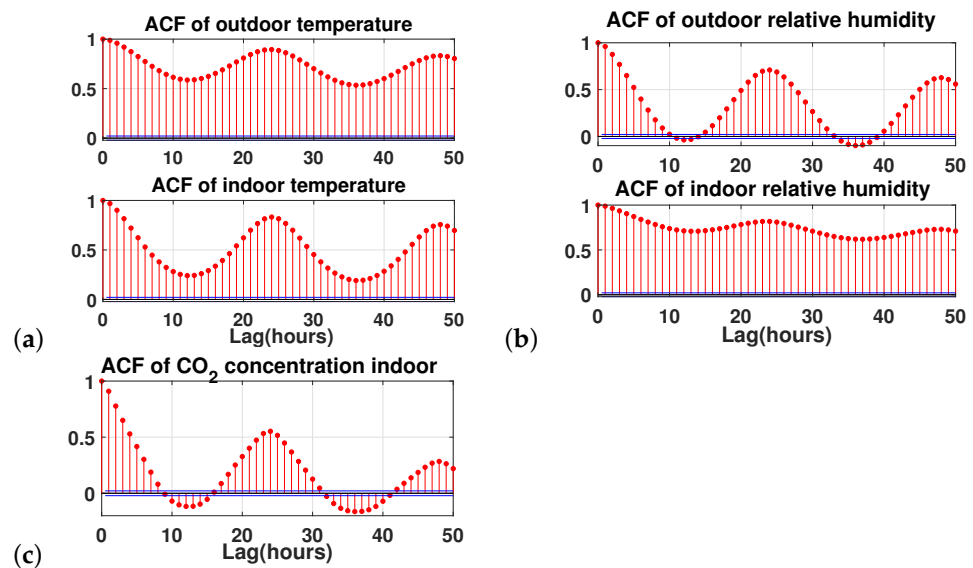 ACF of outdoor temperature
1
0.5
0
0 10 20 30 40 50
ACF of indoor temperature
1
0.5
0
0 10 20 30 40 50
Lag(hours)
(a)
ACF of outdoor relative humidity
1
0.5
0
0 10 20 30 40 50
ACF of indoor relative humidity
1
0.5
0
0 10 20 30 40 50
Lag(hours)
(b)
ACF of CO2 concentration indoor
1
0.5
0
0 10 20 30 40 50
Lag(hours)
(c)